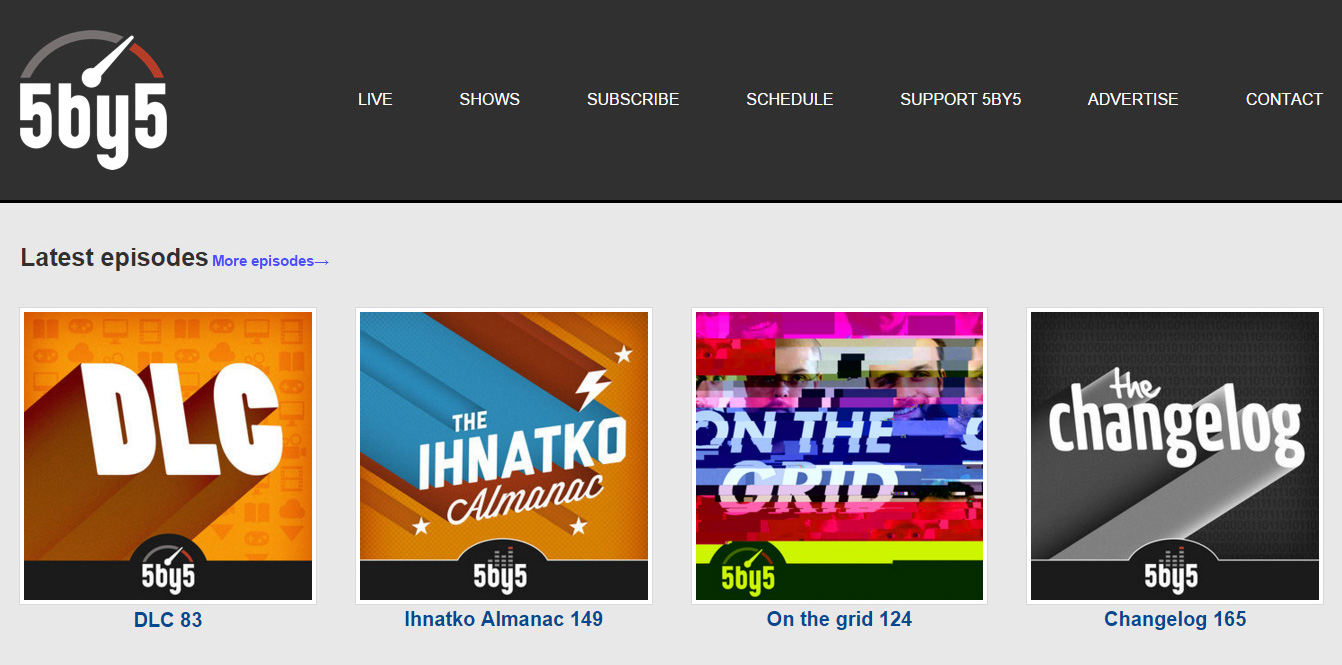 5by5
LIVE
SHOWS
SUBSCRIBE
SCHEDULE
SUPPORT 5BY5
ADVERTISE
CONTACT
Latest episodes More episodes→
DLC
5by5
DLC 83
THE
IHNATKO
Almanac
5by5
Ihnatko Almanac 149
ON THE
GRID
5by5
On the grid 124
the
changelog
5by5
Changelog 165